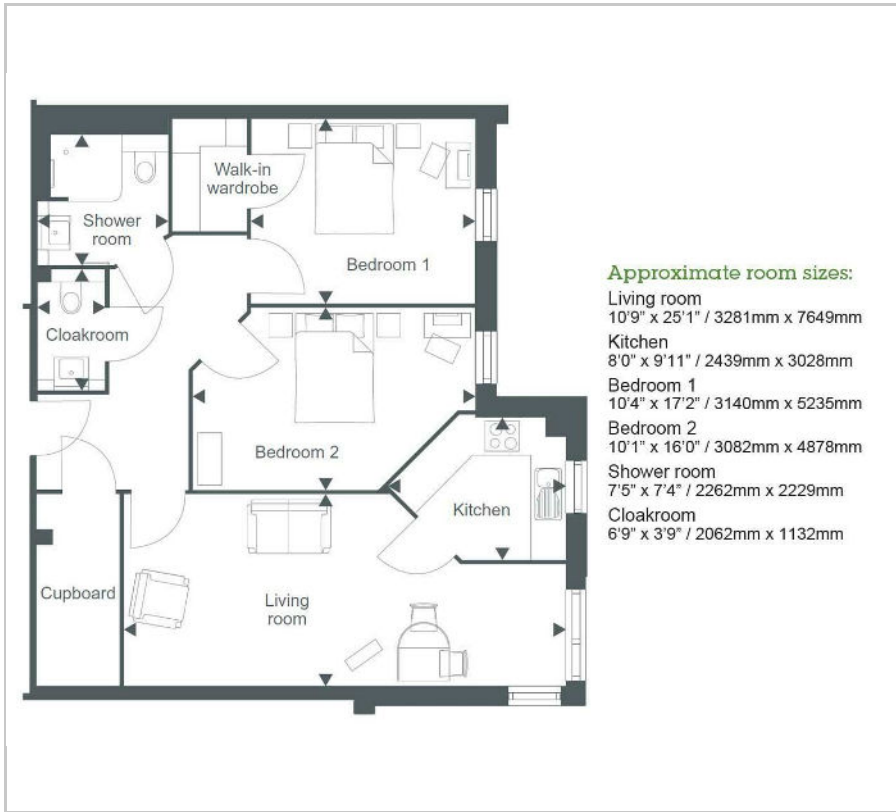 Walk-in
wardrobe
Shower
room
Bedroom 1
Cloakroom
Bedroom 2
Kitchen
Cupboard
Living
room
Approximate room sizes:
Living room
10'9" x 25'1" / 3281mm x 7649mm
Kitchen
8'0" x 9'11" / 2439mm x 3028mm
Bedroom 1
10'4" x 17'2" / 3140mm x 5235mm
Bedroom 2
10'1" x 16'0" / 3082mm x 4878mm
Shower room
7'5" x 7'4" / 2262mm x 2229mm
Cloakroom
6'9" x 3'9" / 2062mm x 1132mm